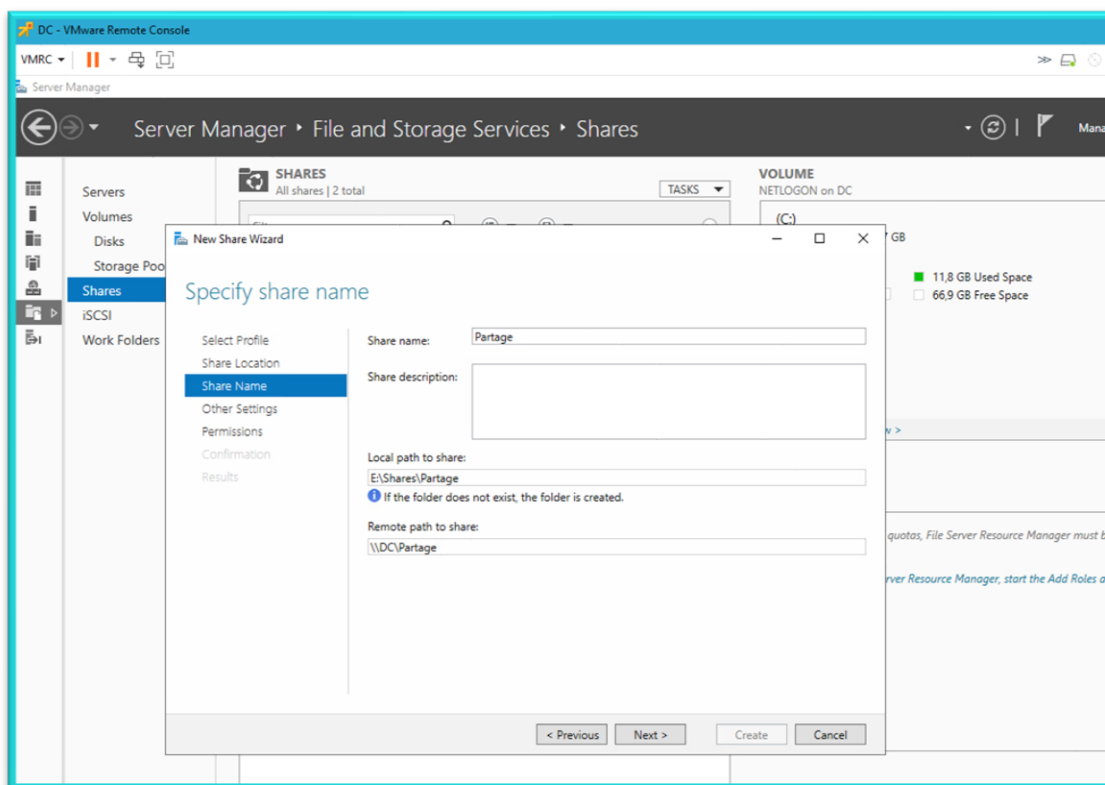 DC - VMware Remote Console
VMRC
Server Manager
Server Manager ‣ File and Storage Services ‣ Shares
Mana
Servers
Volumes
Disks
Storage Poo
Shares
iSCSI
Work Folders
SHARES
All shares | 2 total
TASKS
VOLUME
NETLOGON on DC
(C:)
GB
11,8 GB Used Space
66,9 GB Free Space
New Share Wizard
Specify share name
Select Profile
Share Location
Share Name
Other Settings
Permissions
Confirmation
Results
Share name:
Partage
Share description:
Local path to share:
E:\Shares\Partage
If the folder does not exist, the folder is created.
Remote path to share:
\\DC\Partage
< Previous
Next >
Create
Cancel
>
quotas, File Server Resource Manager must b
rver Resource Manager, start the Add Roles a